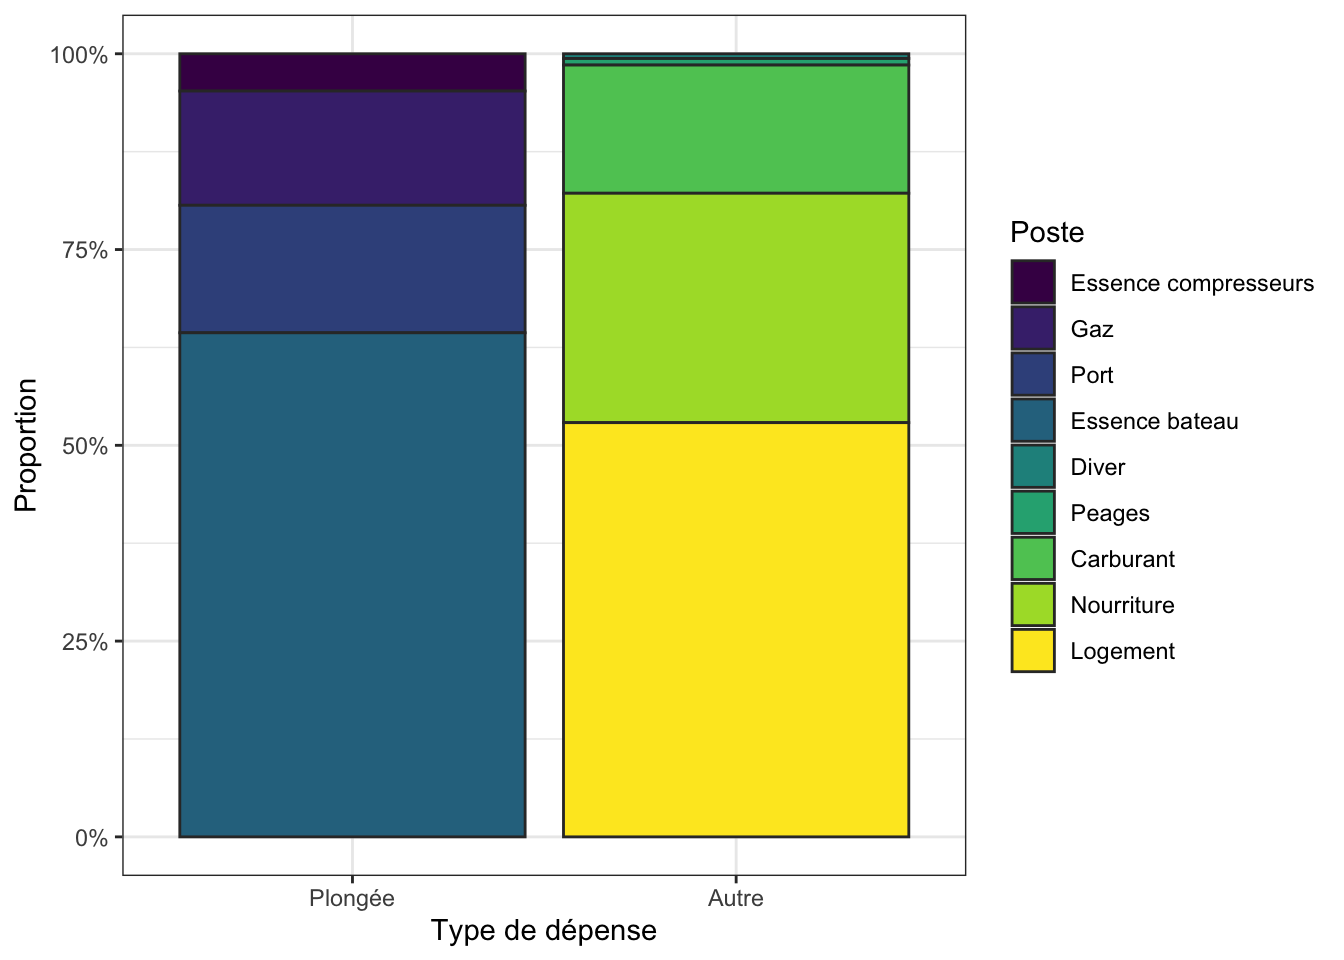 100%
75%
50%
25%
0%
Proportion
Plongée
Autre
Type de dépense
Poste
Essence compresseurs
Gaz
Port
Essence bateau
Diver
Peages
Carburant
Nourriture
Logement